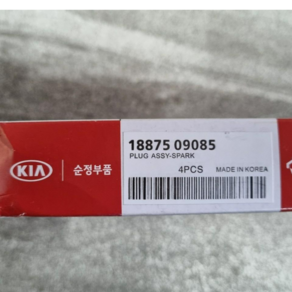 KIA 순정부품
18875 09085
PLUG ASSY-SPARK
4PCS MADE IN KOREA